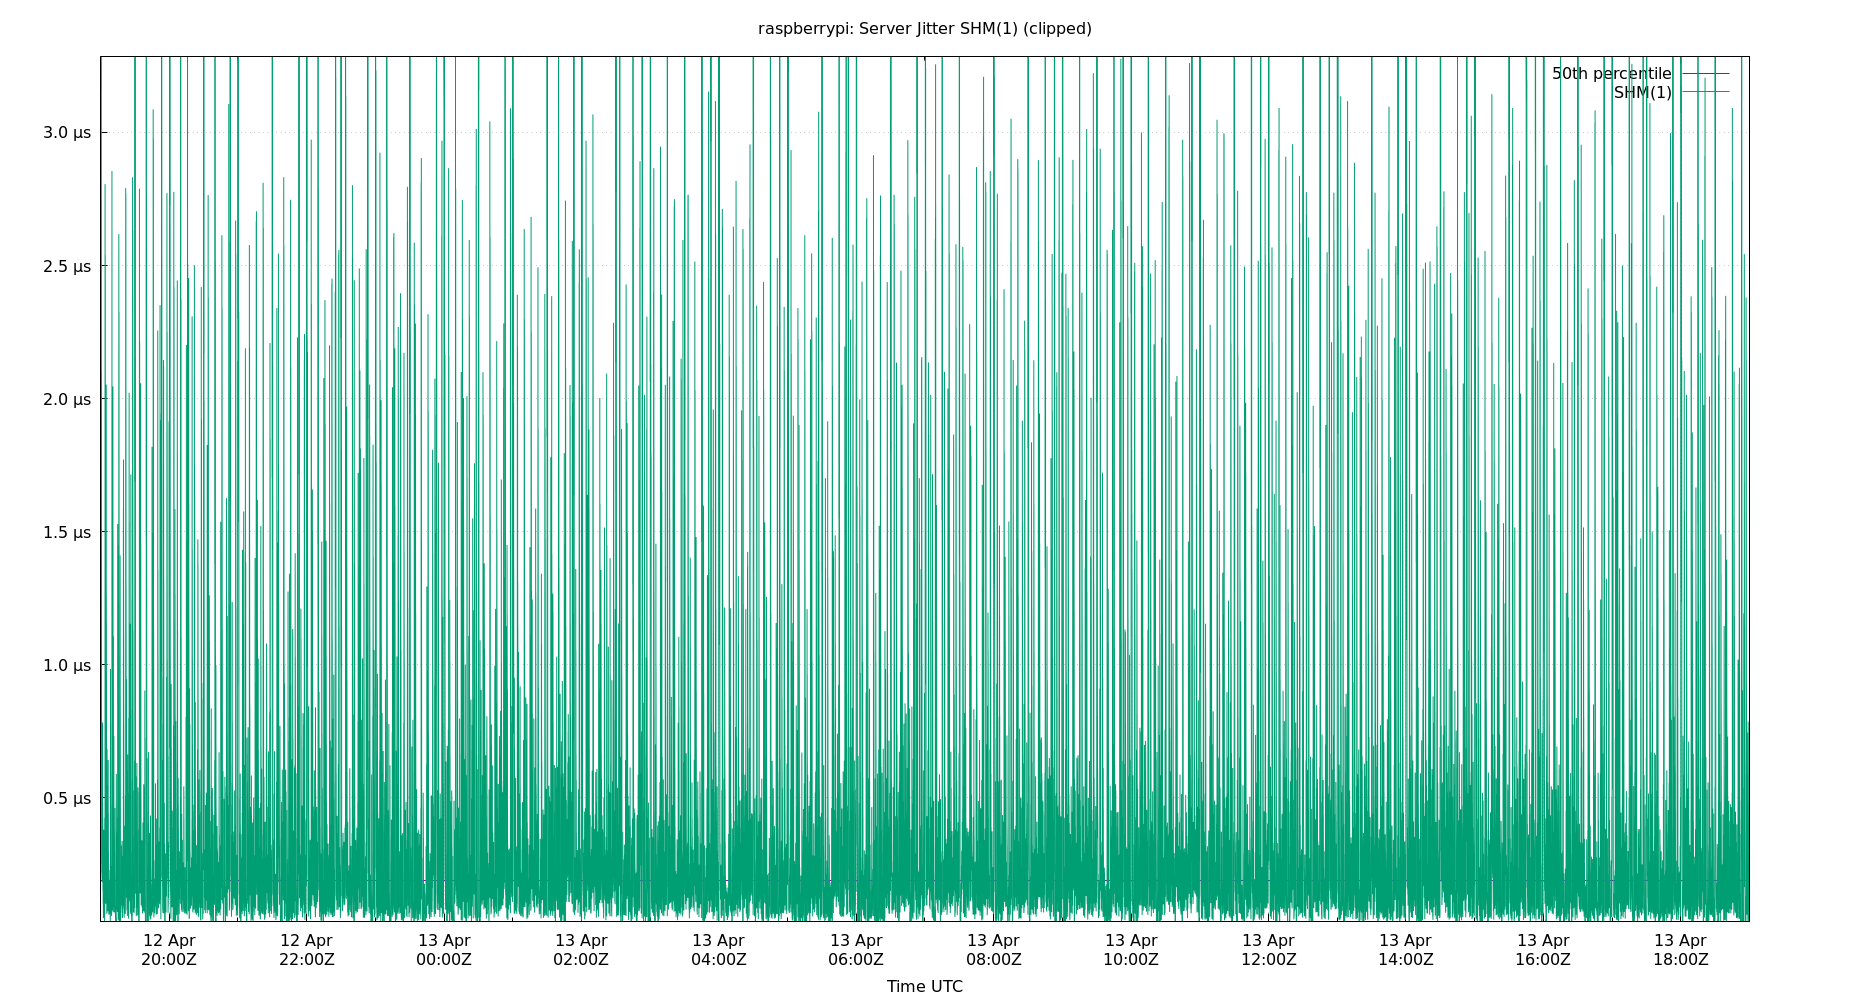 raspberrypi: Server Jitter SHM(1) (clipped)
50th percentile
SHM(1)
3.0 µs
2.5 µs
2.0 µs
1.5 µs
1.0 µs
0.5 µs
12 Apr 12 Apr 13 Apr 13 Apr 13 Apr 13 Apr 13 Apr 13 Apr 13 Apr 13 Apr 13 Apr 13 Apr
20:00Z 22:00Z 00:00Z 02:00Z 04:00Z 06:00Z 08:00Z 10:00Z 12:00Z 14:00Z 16:00Z 18:00Z
Time UTC